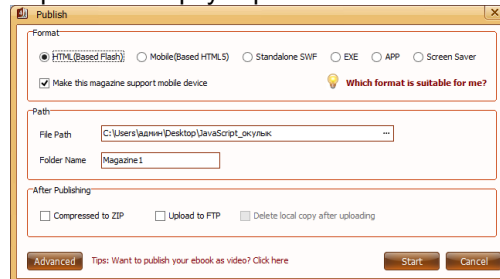 Publish
Format
HTML(Based Flash) Mobile(Based HTML5) Standalone SWF EXE APP Screen Saver
Make this magazine support mobile device Which format is suitable for me?
Path
File Path C:\Users\админ\Desktop\JavaScript_окулык ...
Folder Name Magazine1
After Publishing
Compressed to ZIP Upload to FTP Delete local copy after uploading
Advanced Tips: Want to publish your ebook as video? Click here Start Cancel